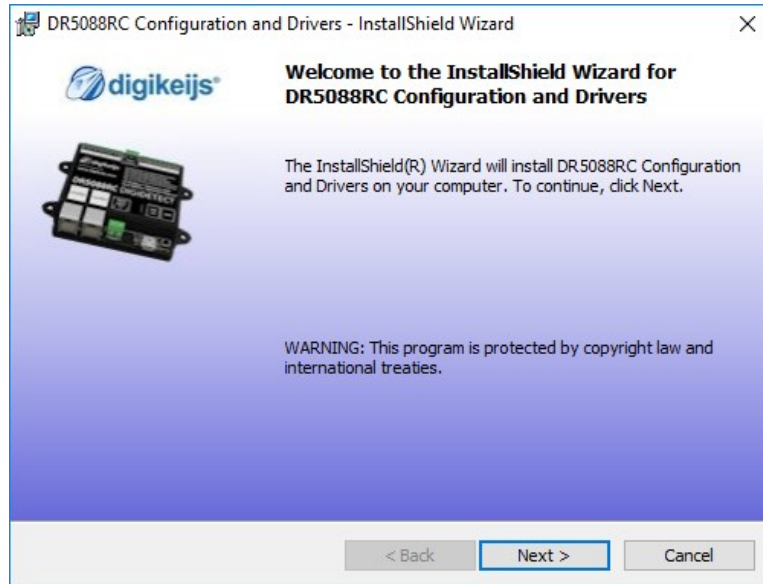 DR5088RC Configuration and Drivers - InstallShield Wizard
digikeijs®
Welcome to the InstallShield Wizard for
DR5088RC Configuration and Drivers
The InstallShield(R) Wizard will install DR5088RC Configuration
and Drivers on your computer. To continue, click Next.
DR5088RC DIGIDETECT
WARNING: This program is protected by copyright law and
international treaties.
< Back
Next >
Cancel